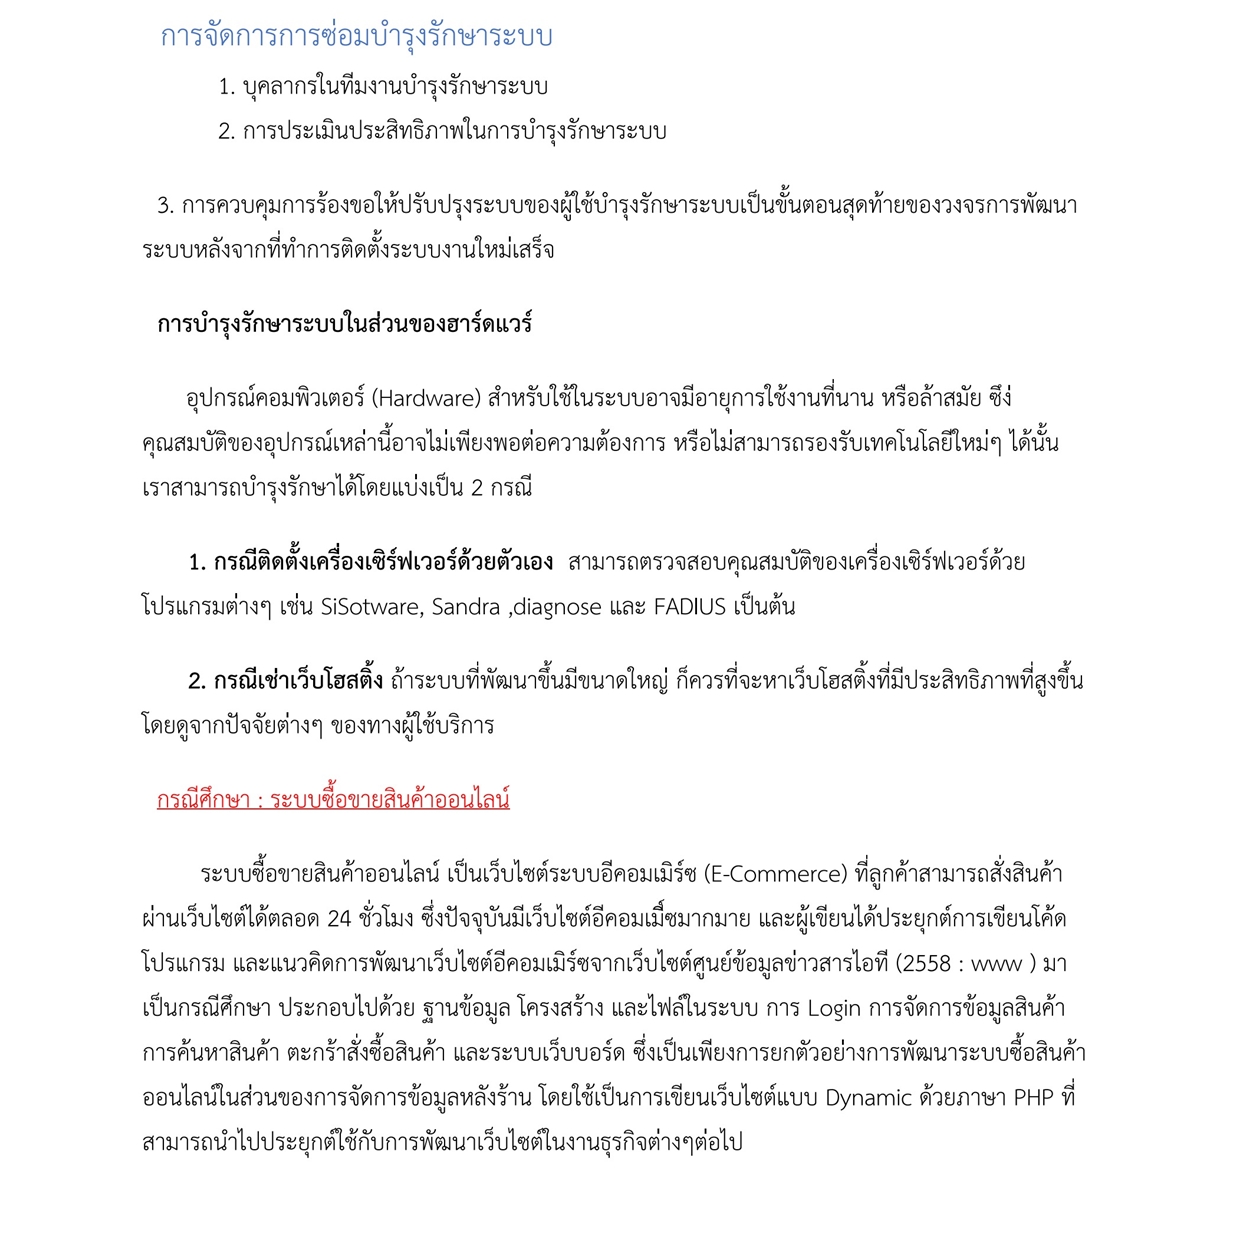 การจัดการการซ่อมบำรุงรักษาระบบ
1. บุคลากรในทีมงานบำรุงรักษาระบบ
2. การประเมินประสิทธิภาพในการบำรุงรักษาระบบ
3. การควบคุมการร้องขอให้ปรับปรุงระบบของผู้ใช้บำรุงรักษาระบบเป็นขั้นตอนสุดท้ายของวงจรการพัฒนา
ระบบหลังจากที่ทำการติดตั้งระบบงานใหม่เสร็จ
การบำรุงรักษาระบบในส่วนของฮาร์ดแวร์
อุปกรณ์คอมพิวเตอร์ (Hardware) สำหรับใช้ในระบบอาจมีอายุการใช้งานที่นาน หรือล้าสมัย ซึง่
คุณสมบัติของอุปกรณ์เหล่านี้อาจไม่เพียงพอต่อความต้องการ หรือไม่สามารถรองรับเทคโนโลยีใหม่ๆ ได้นั้น
เราสามารถบำรุงรักษาได้โดยแบ่งเป็น 2 กรณี
1. กรณีติดตั้งเครื่องเซิร์ฟเวอร์ด้วยตัวเอง สามารถตรวจสอบคุณสมบัติของเครื่องเซิร์ฟเวอร์ด้วย
โปรแกรมต่างๆ เช่น SiSotware, Sandra ,diagnose และ FADIUS เป็นต้น
2. กรณีเช่าเว็บโฮสติ้ง ถ้าระบบที่พัฒนาขึ้นมีขนาดใหญ่ ก็ควรที่จะหาเว็บโฮสติ้งที่มีประสิทธิภาพที่สูงขึ้น
โดยดูจากปัจจัยต่างๆ ของทางผู้ใช้บริการ
กรณีศึกษา : ระบบซื้อขายสินค้าออนไลน์
ระบบซื้อขายสินค้าออนไลน์ เป็นเว็บไซต์ระบบอีคอมเมิร์ซ (E-Commerce) ที่ลูกค้าสามารถสั่งสินค้า
ผ่านเว็บไซต์ได้ตลอด 24 ชั่วโมง ซึ่งปัจจุบันมีเว็บไซต์อีคอมเมิ์ซมากมาย และผู้เขียนได้ประยุกต์การเขียนโค้ด
โปรแกรม และแนวคิดการพัฒนาเว็บไซต์อีคอมเมิร์ซจากเว็บไซต์ศูนย์ข้อมูลข่าวสารไอที (2558 : www ) มา
เป็นกรณีศึกษา ประกอบไปด้วย ฐานข้อมูล โครงสร้าง และไฟล์ในระบบ การ Login การจัดการข้อมูลสินค้า
การค้นหาสินค้า ตะกร้าสั่งซื้อสินค้า และระบบเว็บบอร์ด ซึ่งเป็นเพียงการยกตัวอย่างการพัฒนาระบบซื้อสินค้า
ออนไลน์ในส่วนของการจัดการข้อมูลหลังร้าน โดยใช้เป็นการเขียนเว็บไซต์แบบ Dynamic ด้วยภาษา PHP ที่
สามารถนำไปประยุกต์ใช้กับการพัฒนาเว็บไซต์ในงานธุรกิจต่างๆต่อไป